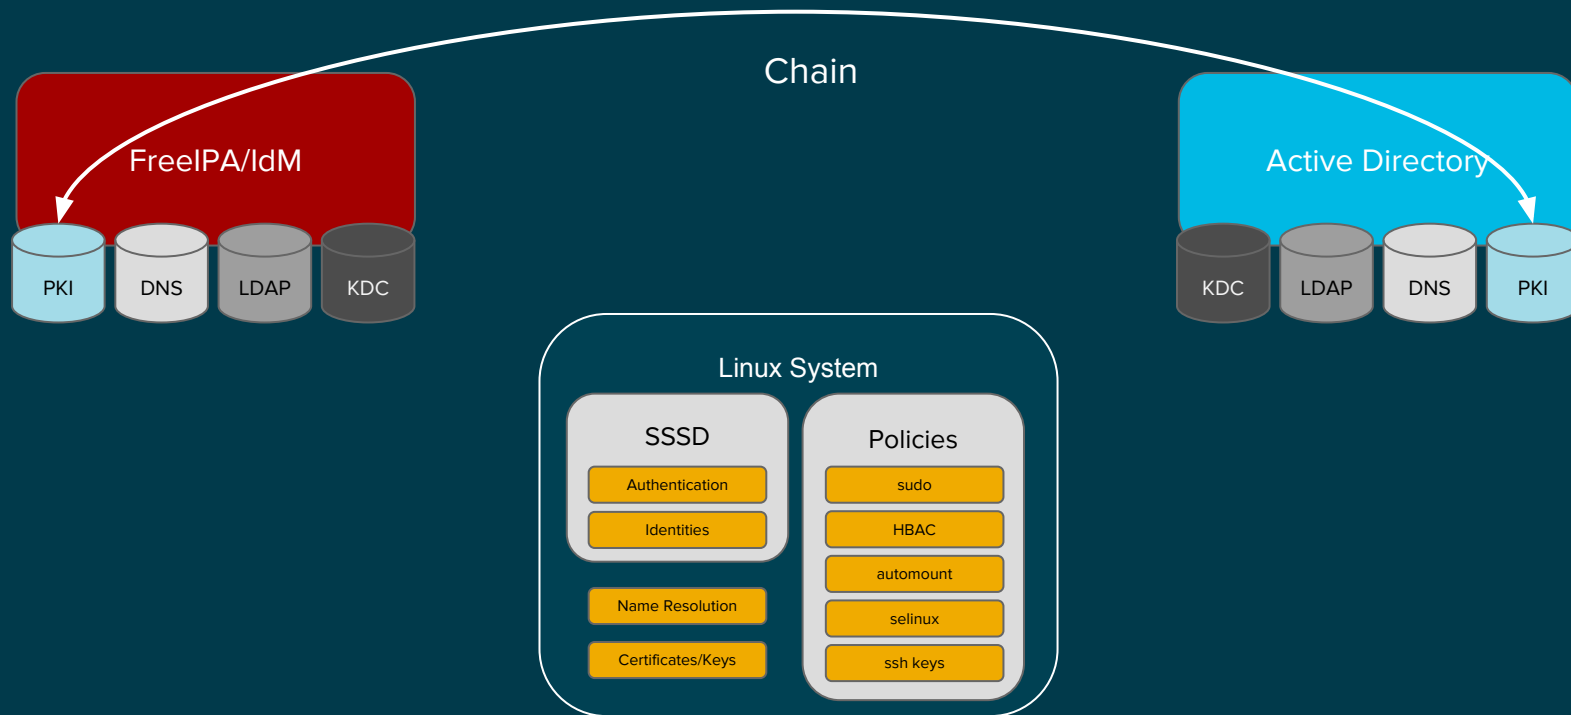 Chain
FreeIPA/IdM
PKI
DNS
LDAP
KDC
Active Directory
KDC
LDAP
DNS
PKI
Linux System
SSSD
Authentication
Identities
Name Resolution
Certificates/Keys
Policies
sudo
HBAC
automount
selinux
ssh keys